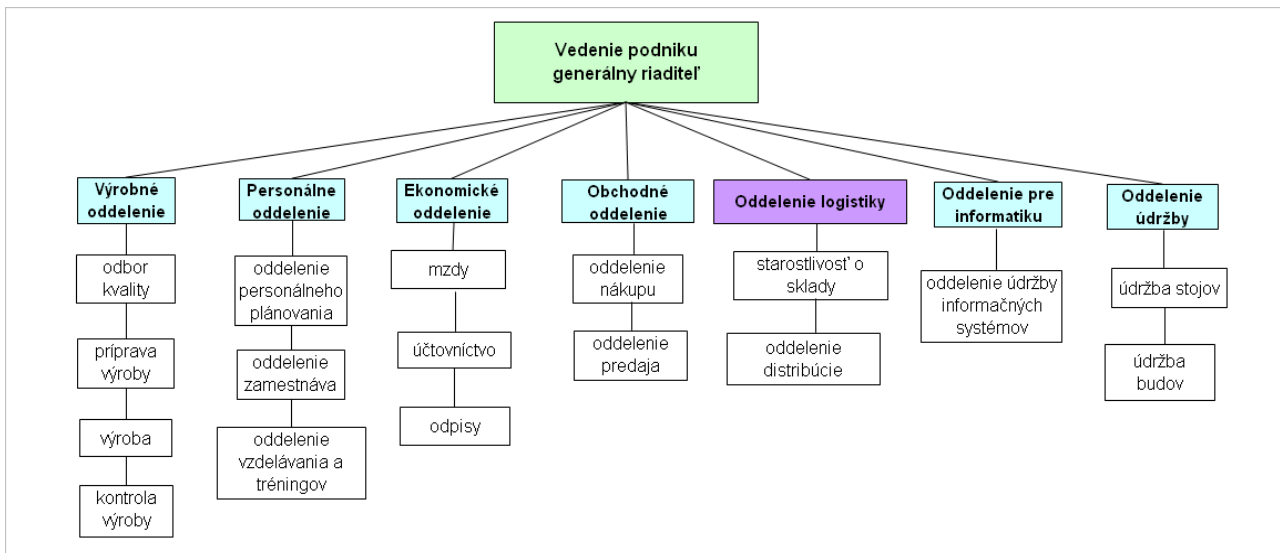 Vedenie podniku
generálny riaditeľ
Výrobné
oddelenie
odbor
kvality
príprava
výroby
výroba
kontrola
výroby
Personálne
oddelenie
oddelenie
personálneho
plánovania
oddelenie
zamestnáva
oddelenie
vzdelávania a
tréningov
Ekonomické
oddelenie
mzdy
účtovníctvo
odpisy
Obchodné
oddelenie
oddelenie
nákupu
oddelenie
predaja
Oddelenie logistiky
starostlivosť o
sklady
oddelenie
distribúcie
Oddelenie pre
informatiku
oddelenie údržby
informačných
systémov
Oddelenie
údržby
údržba stojov
údržba
budov